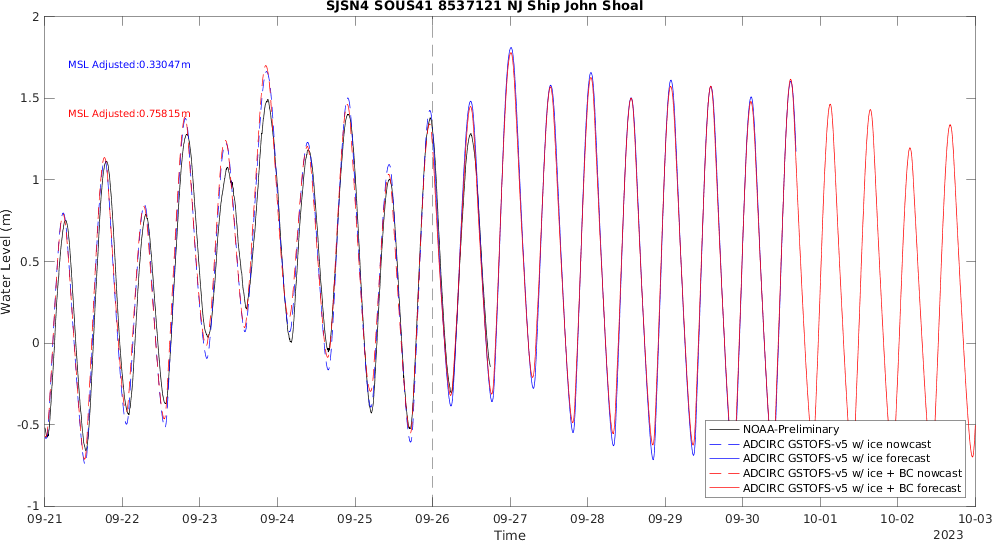 SJSN4 SOUS41 8537121 NJ Ship John Shoal
MSL Adjusted:0.33047m
MSL Adjusted:0.75815m
Water Level (m)
2
1.5
1
0.5
0
-0.5
-1
NOAA-Preliminary
ADCIRC GSTOFS-v5 w/ ice nowcast
ADCIRC GSTOFS-v5 w/ ice forecast
ADCIRC GSTOFS-v5 w/ ice + BC nowcast
ADCIRC GSTOFS-v5 w/ ice + BC forecast
09-21 09-22 09-23 09-24 09-25 09-26 09-27 09-28 09-29 09-30 10-01 10-02 10-03
Time
2023